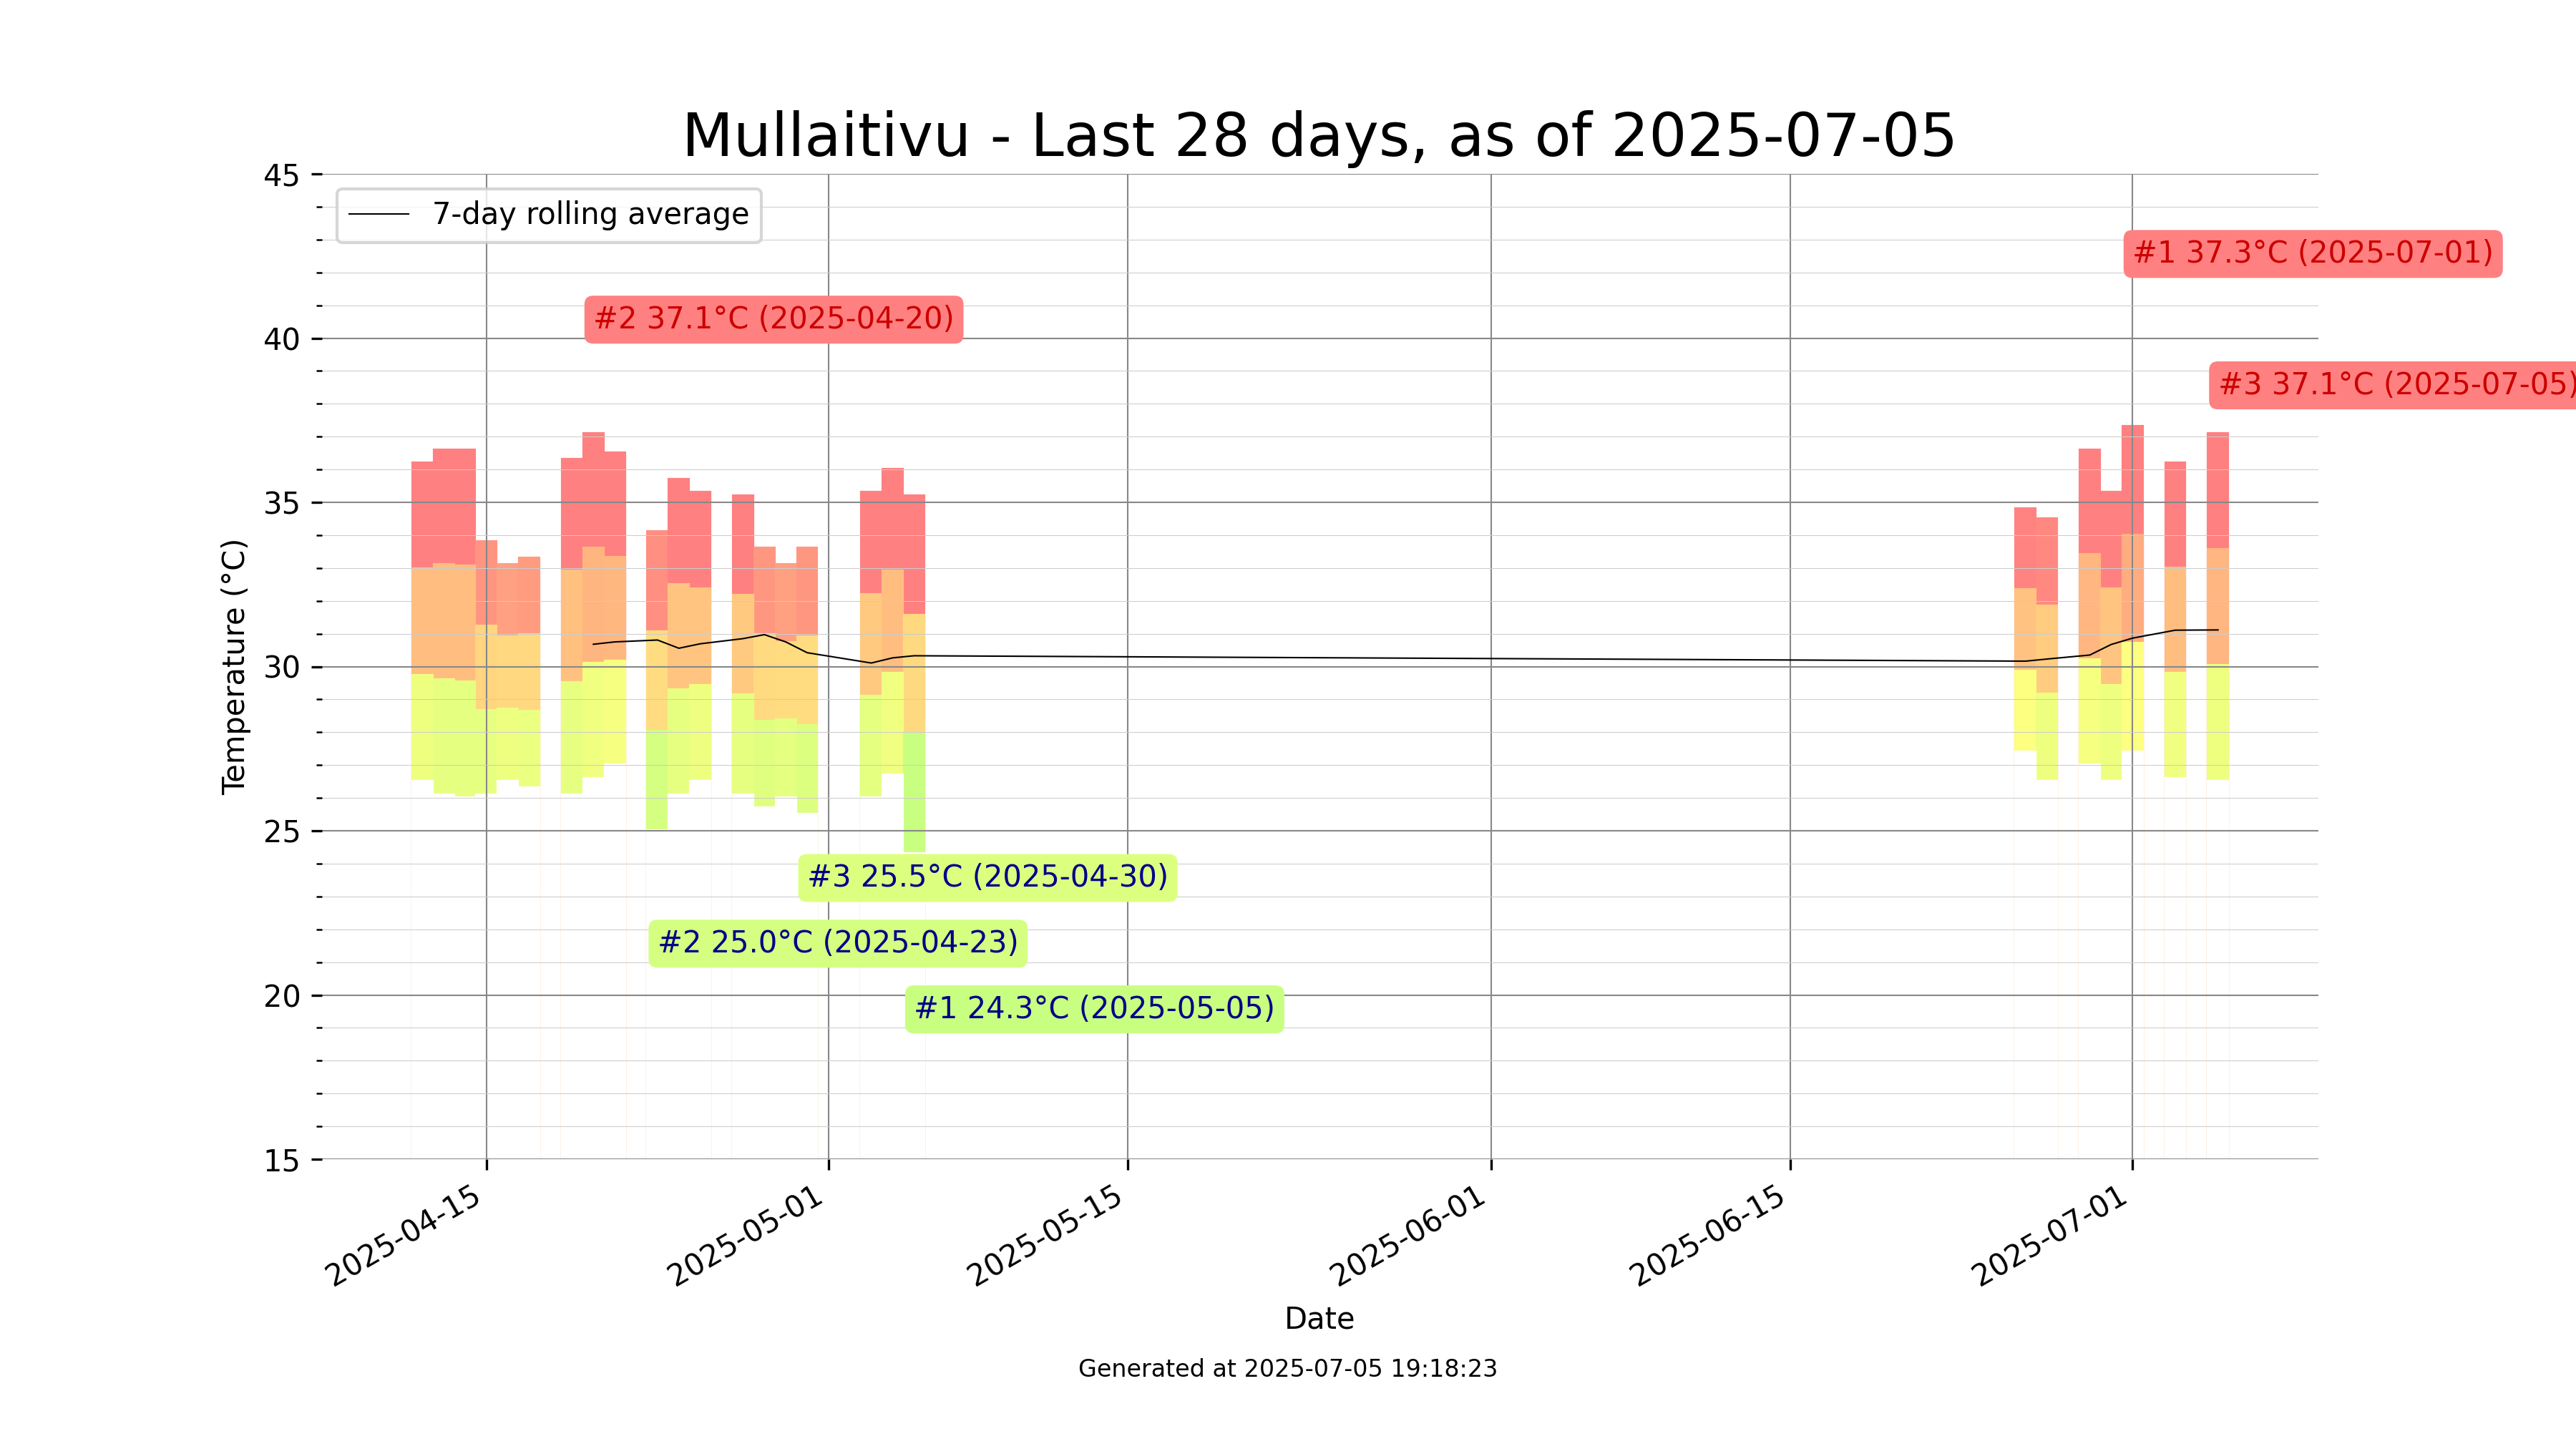 Mullaitivu - Last 28 days, as of 2025-07-05
45
7-day rolling average
#1 37.3°C (2025-07-01)
#2 37.1°C (2025-04-20)
40
#3 37.1°C (2025-07-05)
35
Temperature (°C)
30
25
#3 25.5°C (2025-04-30)
#2 25.0°C (2025-04-23)
20
#1 24.3°C (2025-05-05)
15
2025-04-15
2025-05-01
2025-05-15
2025-06-01
2025-06-15
2025-07-01
Date
Generated at 2025-07-05 19:18:23